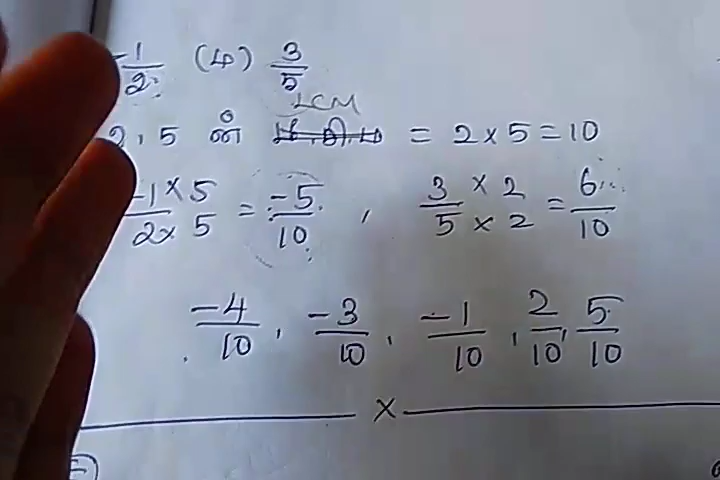 -1/2 (மு) 3/5
LCM
2, 5 ன் = 2 × 5 = 10
-1 × 5 / 2 × 5 = -5/10 , 3 × 2 / 5 × 2 = 6/10
-4/10 , -3/10 , -1/10 , 2/10 , 5/10
×